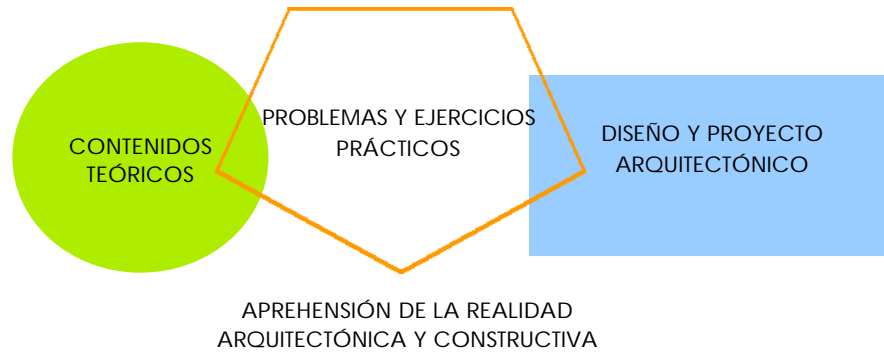 CONTENIDOS
TEÓRICOS
PROBLEMAS Y EJERCICIOS
PRÁCTICOS
DISEÑO Y PROYECTO
ARQUITECTÓNICO
APREHENSIÓN DE LA REALIDAD
ARQUITECTÓNICA Y CONSTRUCTIVA